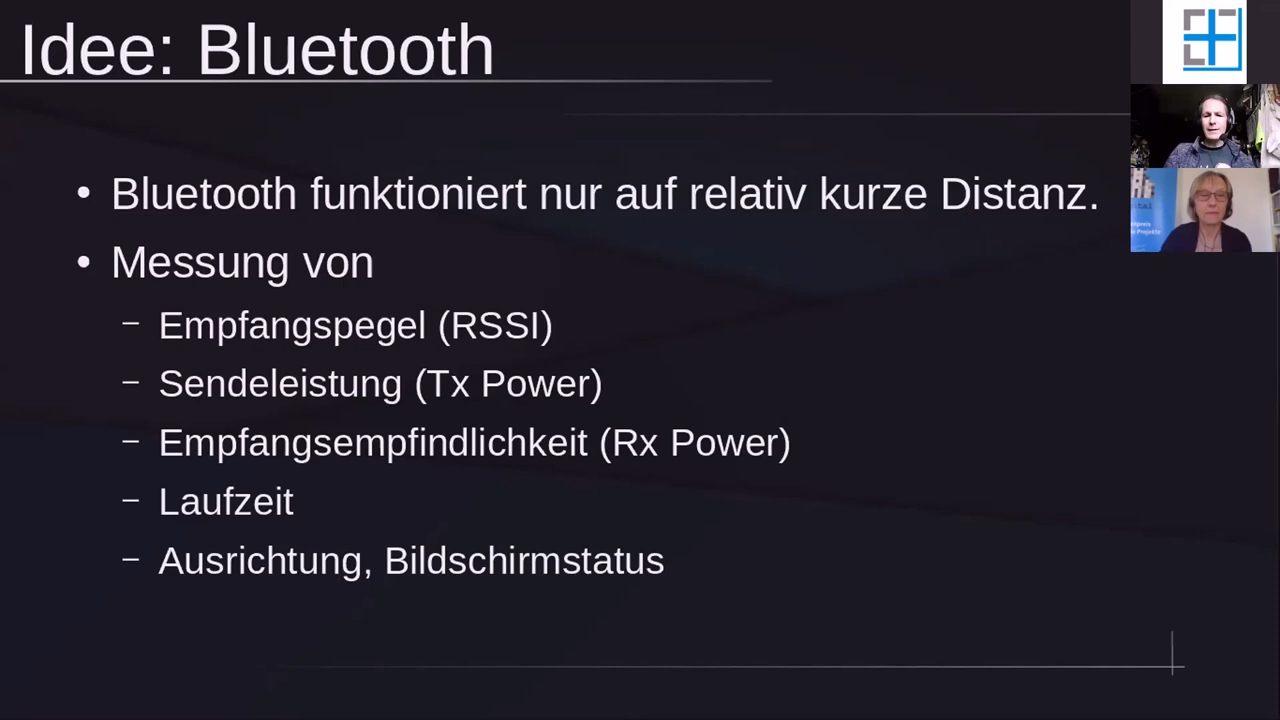 Idee: Bluetooth
• Bluetooth funktioniert nur auf relativ kurze Distanz.
• Messung von
– Empfangspegel (RSSI)
– Sendeleistung (Tx Power)
– Empfangsempfindlichkeit (Rx Power)
– Laufzeit
– Ausrichtung, Bildschirmstatus
Projekte